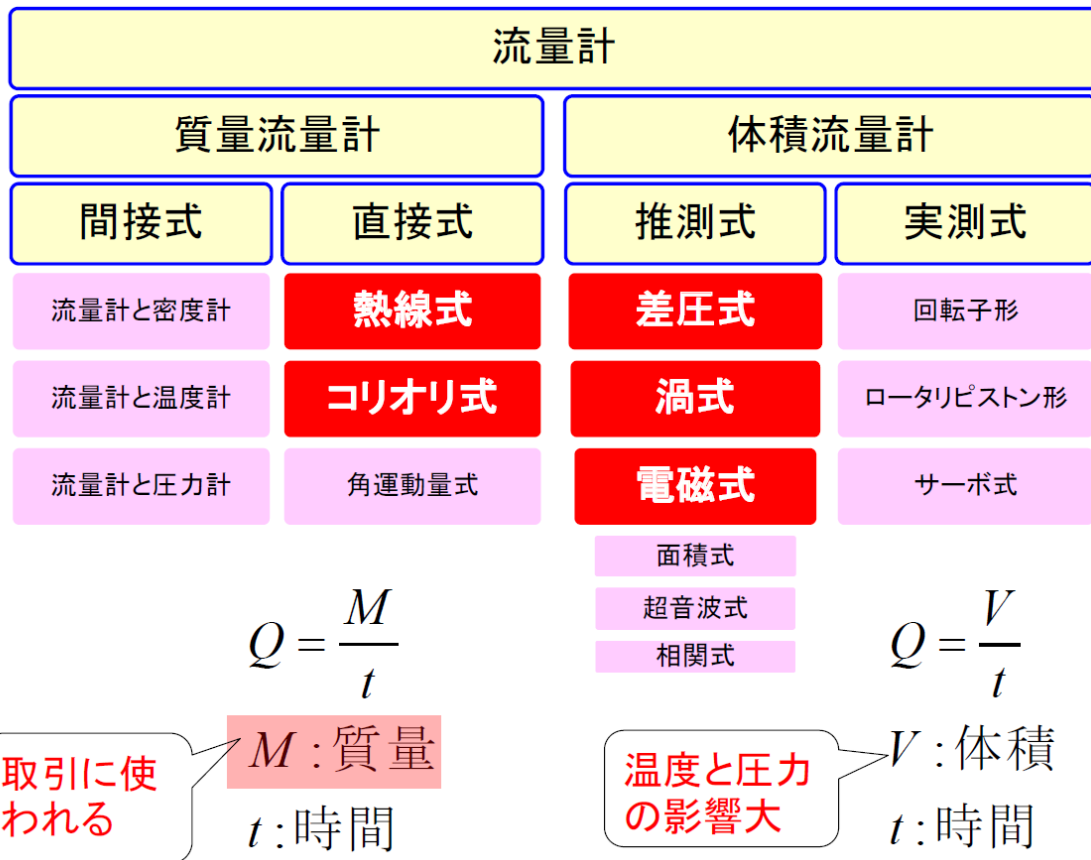 流量計
質量流量計
体積流量計
間接式
直接式
推測式
実測式
流量計と密度計
熱線式
差圧式
回転子形
流量計と温度計
コリオリ式
渦式
ロータリピストン形
流量計と圧力計
角運動量式
電磁式
サーボ式
面積式
超音波式
相関式
Q = M/t
Q = V/t
M:質量
V:体積
t:時間
t:時間
取引に使
われる
温度と圧力
の影響大